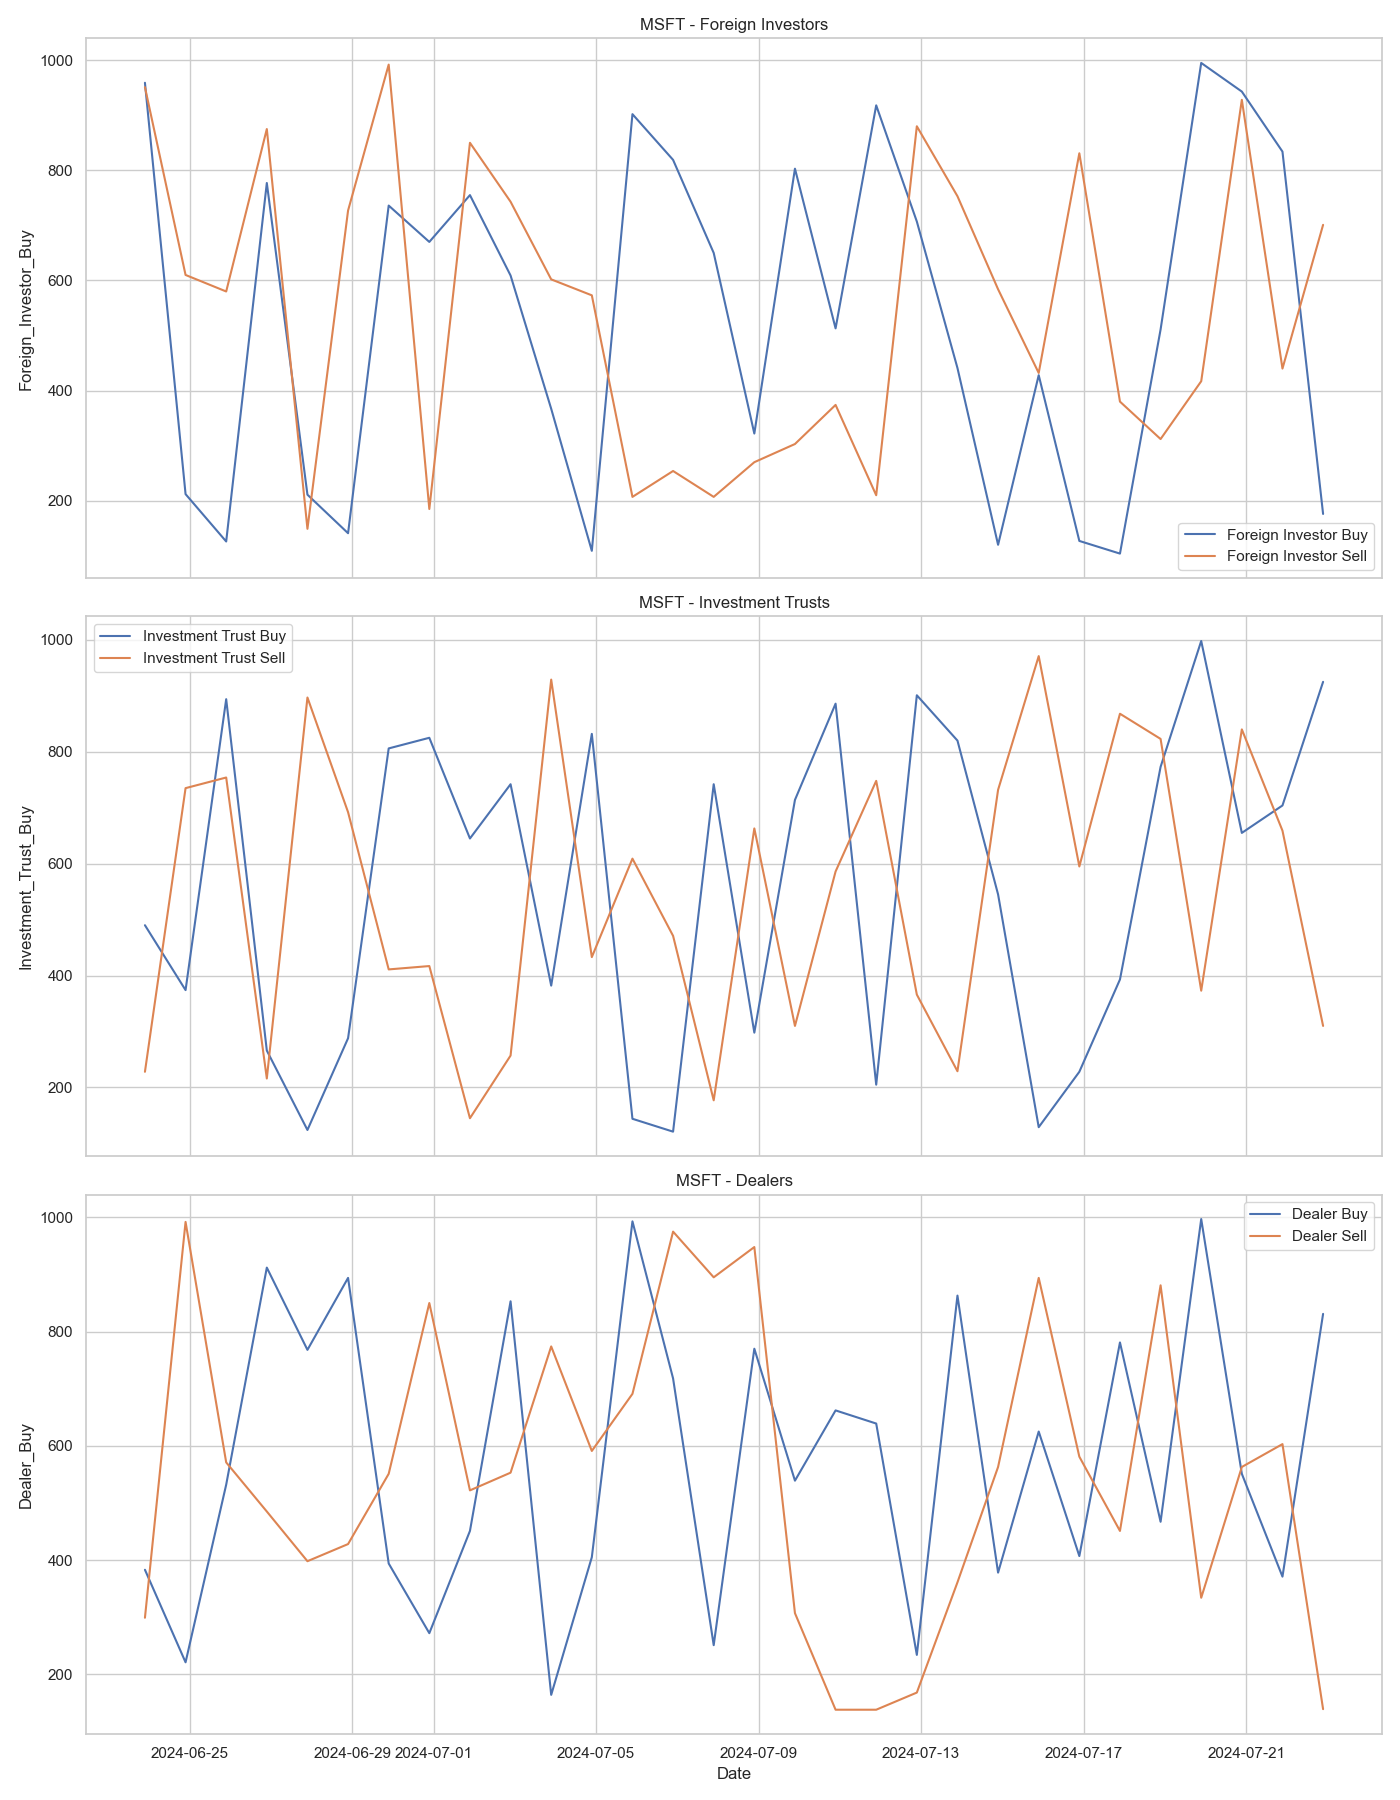 MSFT - Foreign Investors
1000
800
600
400
200
Foreign_Investor_Buy
Foreign Investor Buy
Foreign Investor Sell
MSFT - Investment Trusts
Investment Trust Buy
Investment Trust Sell
1000
800
600
400
200
Investment_Trust_Buy
MSFT - Dealers
Dealer Buy
Dealer Sell
1000
800
600
400
200
Dealer_Buy
2024-06-25 2024-06-29 2024-07-01 2024-07-05 2024-07-09 2024-07-13 2024-07-17 2024-07-21
Date